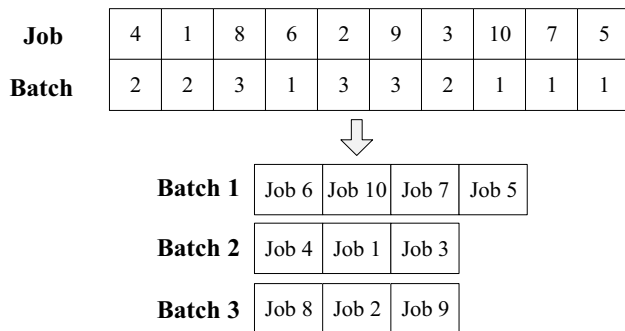 Job 4 1 8 6 2 9 3 10 7 5
Batch 2 2 3 1 3 3 2 1 1 1
Batch 1 Job 6 Job 10 Job 7 Job 5
Batch 2 Job 4 Job 1 Job 3
Batch 3 Job 8 Job 2 Job 9